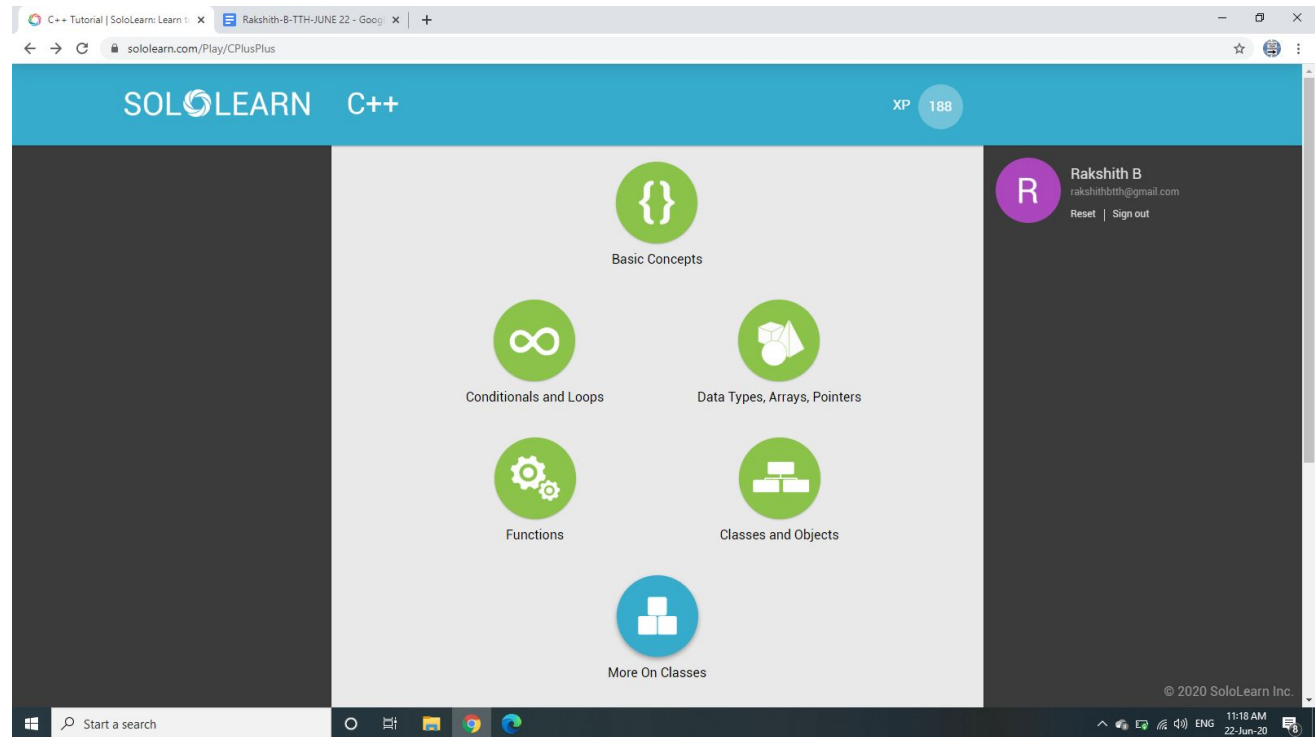 C++ Tutorial | SoloLearn: Learn t
Rakshith-B-TTH-JUNE 22 - Googl
sololearn.com/Play/CPlusPlus
SOLOLEARN C++
XP 188
{}
Basic Concepts
R
Rakshith B
rakshithbtth@gmail.com
Reset | Sign out
Conditionals and Loops
Data Types, Arrays, Pointers
Functions
Classes and Objects
More On Classes
© 2020 SoloLearn Inc.
Start a search
ENG
11:18 AM
22-Jun-20
8